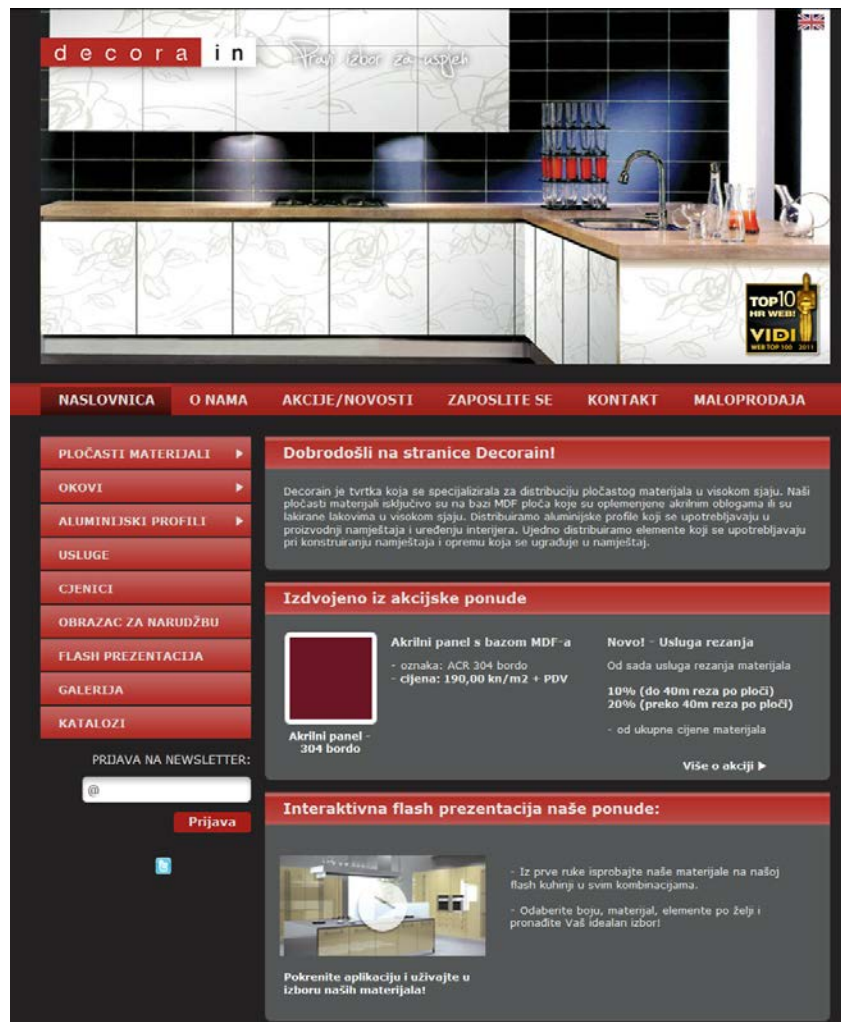 decora in
Pravi izbor za uspjeh
TOP10
HR WEB!
VIDI
WEB TOP 100 2011
NASLOVNICA
O NAMA
AKCIJE/NOVOSTI
ZAPOSLITE SE
KONTAKT
MALOPRODAJA
PLOČASTI MATERIJALI
OKOVI
ALUMINIJSKI PROFILI
USLUGE
CJENICI
OBRAZAC ZA NARUDŽBU
FLASH PREZENTACIJA
GALERIJA
KATALOZI
PRIJAVA NA NEWSLETTER:
@
Prijava
Dobrodošli na stranice Decorain!
Decorain je tvrtka koja se specijalizirala za distribuciju pločastog materijala u visokom sjaju. Naši
pločasti materijali isključivo su na bazi MDF ploča koje su oplemenjene akrilnim oblogama ili su
lakirane lakovima u visokom sjaju. Distribuiramo aluminijske profile koji se upotrebljavaju u
proizvodnji namještaja i uređenju interijera. Ujedno distribuiramo elemente koji se upotrebljavaju
pri konstruiranju namještaja i opremu koja se ugrađuje u namještaj.
Izdvojeno iz akcijske ponude
Akrilni panel -
304 bordo
Akrilni panel s bazom MDF-a
- oznaka: ACR 304 bordo
- cijena: 190,00 kn/m2 + PDV
Novo! - Usluga rezanja
Od sada usluga rezanja materijala
10% (do 40m reza po ploči)
20% (preko 40m reza po ploči)
- od ukupne cijene materijala
Više o akciji
Interaktivna flash prezentacija naše ponude:
Pokrenite aplikaciju i uživajte u
izboru naših materijala!
- Iz prve ruke isprobajte naše materijale na našoj
flash kuhinji u svim kombinacijama.
- Odaberite boju, materijal, elemente po želji i
pronađite Vaš idealan izbor!